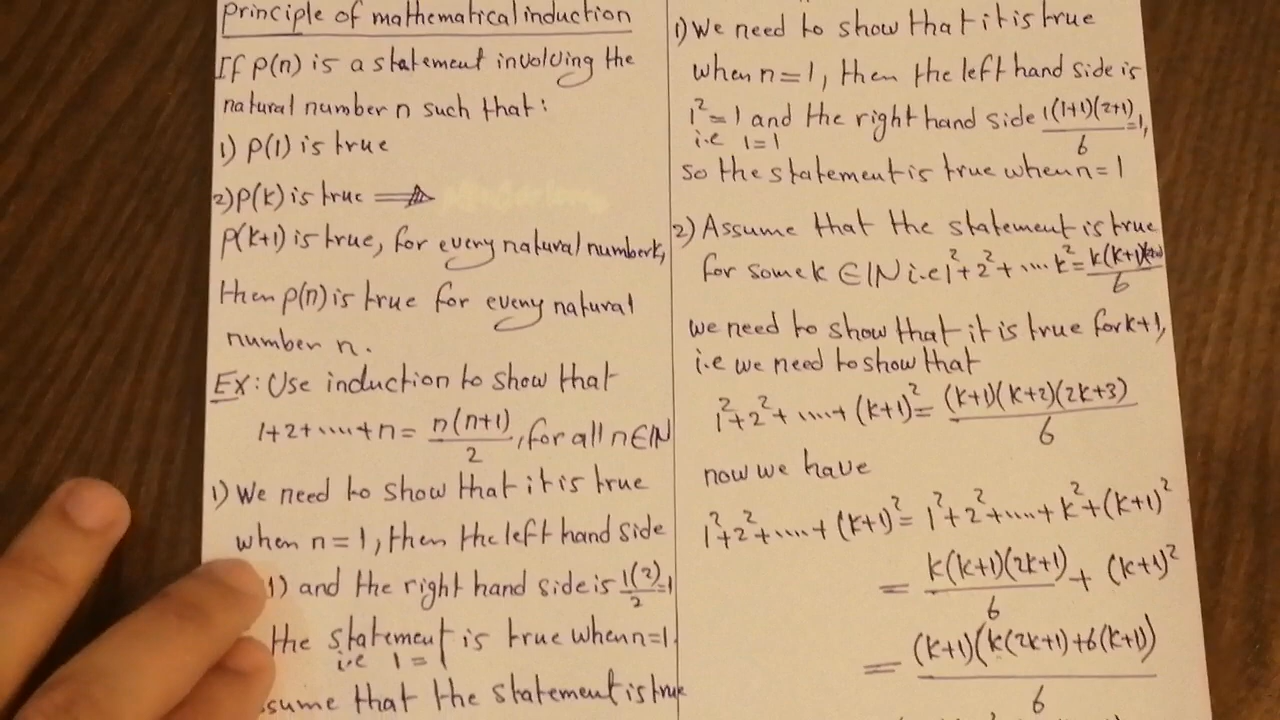 Principle of mathematical induction
If P(n) is a statement involving the
natural number n such that:
1) P(1) is true
2) P(k) is true ⟹
P(k+1) is true, for every natural number k,
then P(n) is true for every natural
number n.
EX: Use induction to show that
1+2+.....+n = n(n+1)/2, for all n∈ℕ
1) We need to show that it is true
when n=1, then the left hand side
1) and the right hand side is 1(2)/2=1
the statement is true when n=1.
i.e 1=1
ssume that the statement is true
1) We need to show that it is true
when n=1, then the left hand side is
1²=1 and the right hand side 1(1+1)(2+1)/6=1,
i.e 1=1
so the statement is true when n=1
2) Assume that the statement is true
for some k∈ℕ i.e 1²+2²+....k²=k(k+1)(2k+1)/6
we need to show that it is true for k+1,
i.e we need to show that
1²+2²+.....+(k+1)²=(k+1)(k+2)(2k+3)/6
now we have
1²+2²+.....+(k+1)²=1²+2²+.....+k²+(k+1)²
=k(k+1)(2k+1)/6+(k+1)²
=(k+1)(k(2k+1)+6(k+1))/6